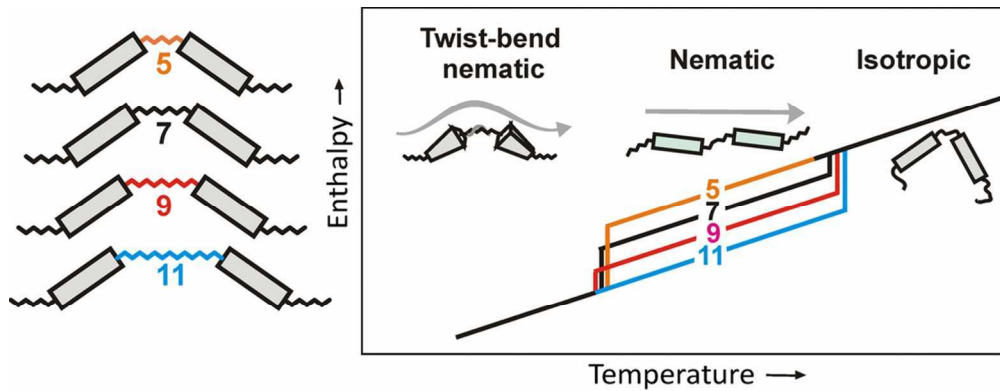 5
7
9
11
Enthalpy →
Twist-bend
nematic
Nematic
Isotropic
5
7
9
11
Temperature →